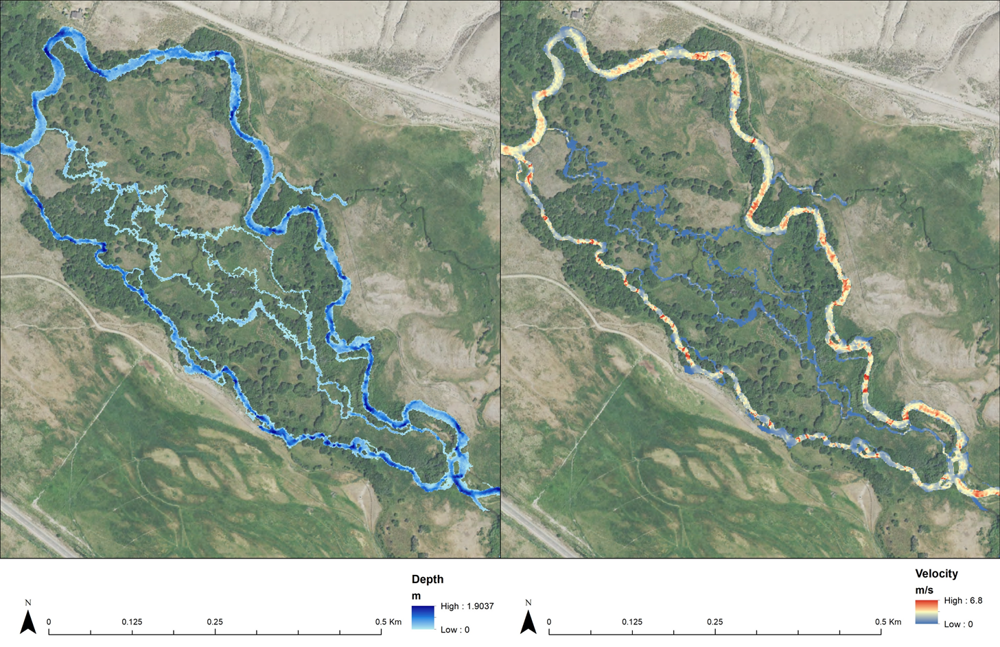 Depth
m
High : 1.9037
Low : 0
N
0 0.125 0.25 0.5 Km
Velocity
m/s
High : 6.8
Low : 0
N
0 0.125 0.25 0.5 Km